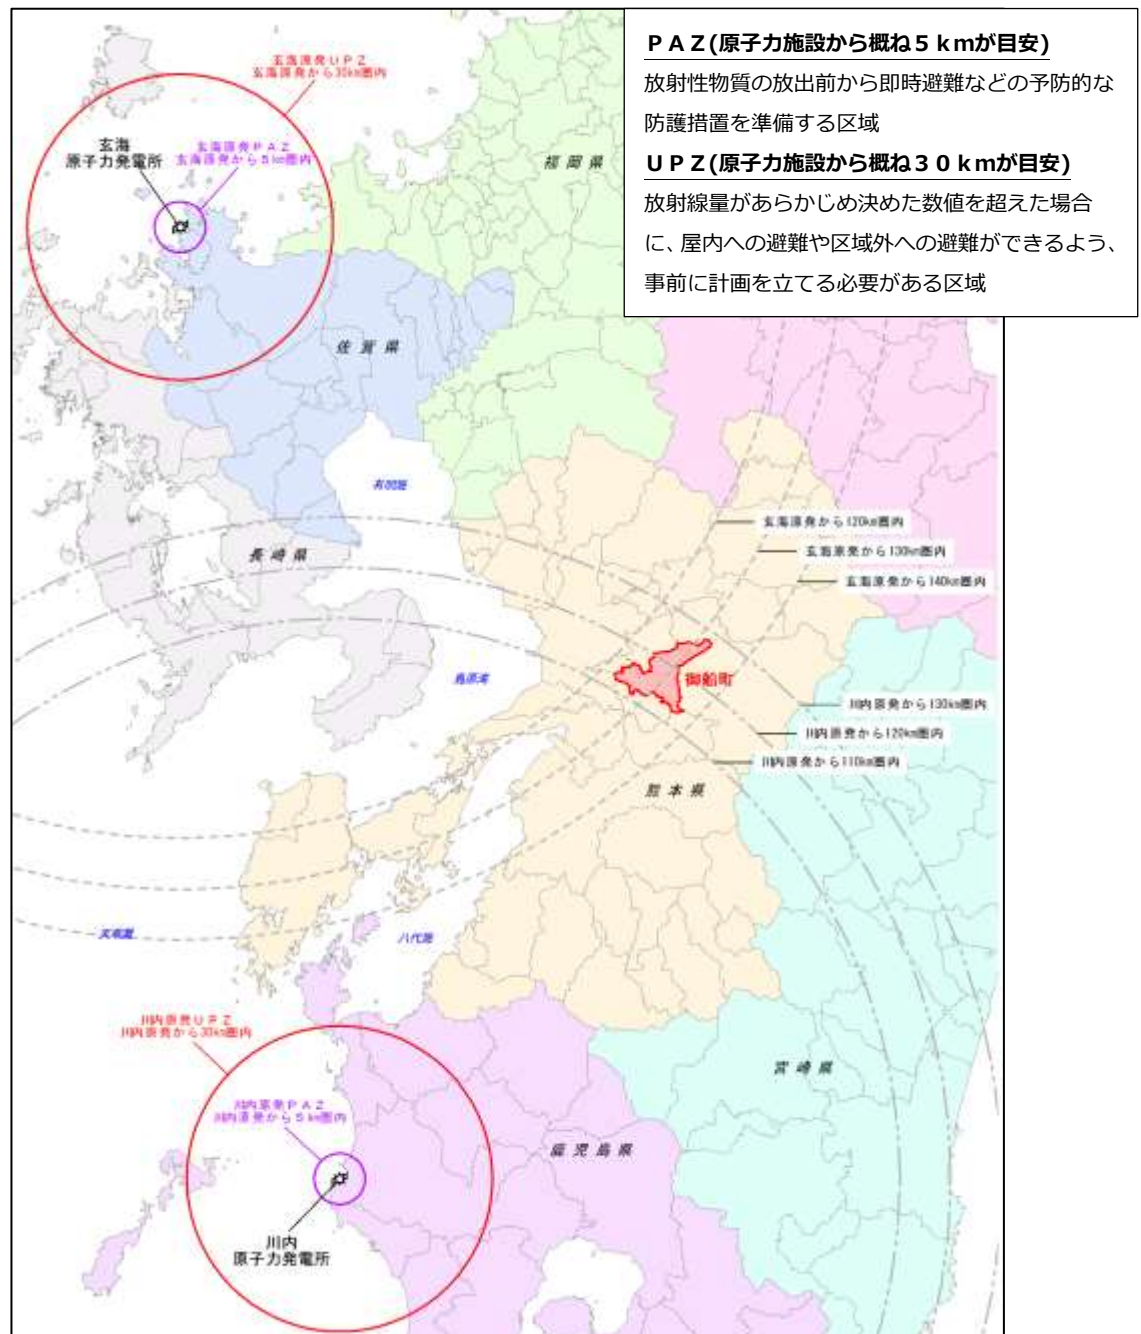 ＰＡＺ(原子力施設から概ね５ｋｍが目安)
放射性物質の放出前から即時避難などの予防的な
防護措置を準備する区域
ＵＰＺ(原子力施設から概ね３０ｋｍが目安)
放射線量があらかじめ決めた数値を超えた場合
に、屋内への避難や区域外への避難ができるよう、
事前に計画を立てる必要がある区域
玄海原発ＵＰＺ
玄海原発から30km圏内
玄海
原子力発電所
玄海原発ＰＡＺ
玄海原発から５km圏内
福岡県
佐賀県
有明海
長崎県
玄海原発から120km圏内
玄海原発から130km圏内
玄海原発から140km圏内
島原湾
御船町
川内原発から130km圏内
川内原発から120km圏内
川内原発から110km圏内
熊本県
天草灘
八代海
川内原発ＵＰＺ
川内原発から30km圏内
宮崎県
川内原発ＰＡＺ
川内原発から５km圏内
鹿児島県
川内
原子力発電所